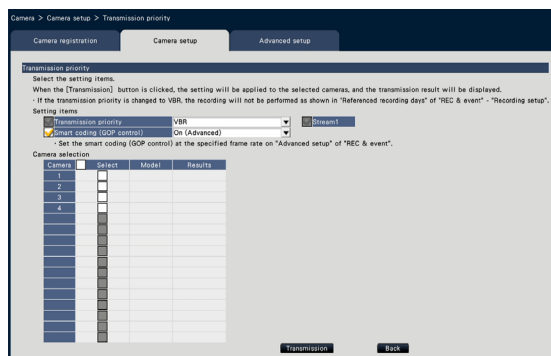 Camera > Camera setup > Transmission priority
Camera registration
Camera setup
Advanced setup
Transmission priority
Select the setting items.
When the [Transmission] button is clicked, the setting will be applied to the selected cameras, and the transmission result will be displayed.
・If the transmission priority is changed to VBR, the recording will not be performed as shown in "Referenced recording days" of "REC & event" - "Recording setup".
Setting items
Transmission priority VBR Stream1
Smart coding (GOP control) On (Advanced)
・Set the smart coding (GOP control) at the specified frame rate on "Advanced setup" of "REC & event".
Camera selection
Camera Select Model Results
1
2
3
4
Transmission Back